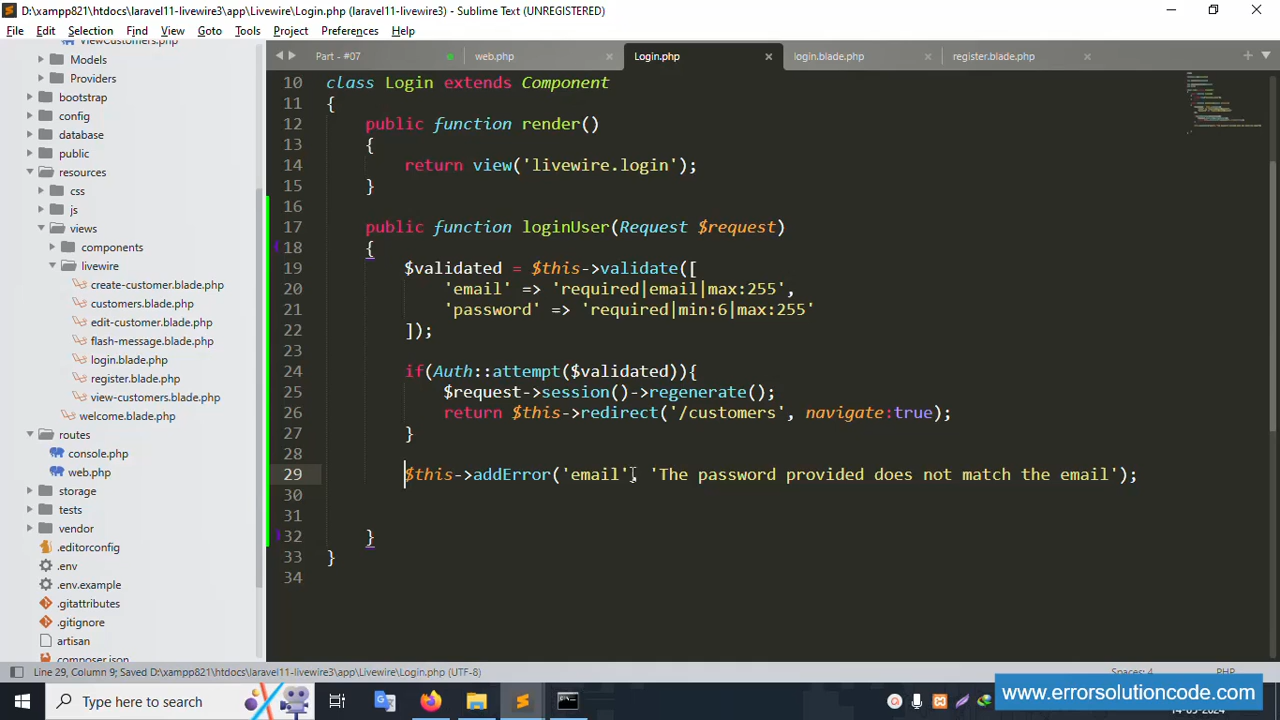 D:\xampp821\htdocs\laravel11-livewire3\app\Livewire\Login.php (laravel11-livewire3) - Sublime Text (UNREGISTERED)
File Edit Selection Find View Goto Tools Project Preferences Help
ViewCustomers.php
Models
Providers
bootstrap
config
database
public
resources
css
js
views
components
livewire
create-customer.blade.php
customers.blade.php
edit-customer.blade.php
flash-message.blade.php
login.blade.php
register.blade.php
view-customers.blade.php
welcome.blade.php
routes
console.php
web.php
storage
tests
vendor
.editorconfig
.env
.env.example
.gitattributes
.gitignore
artisan
composer.json
Part - #07 web.php Login.php login.blade.php register.blade.php
10 class Login extends Component
11 {
12 public function render()
13 {
14 return view('livewire.login');
15 }
16
17 public function loginUser(Request $request)
18 {
19 $validated = $this->validate([
20 'email' => 'required|email|max:255',
21 'password' => 'required|min:6|max:255'
22 ]);
23
24 if(Auth::attempt($validated)){
25 $request->session()->regenerate();
26 return $this->redirect('/customers', navigate:true);
27 }
28
29 $this->addError('email', 'The password provided does not match the email');
30
31
32 }
33 }
34
Line 29, Column 9; Saved D:\xampp821\htdocs\laravel11-livewire3\app\Livewire\Login.php (UTF-8) Spaces: 4 PHP
Type here to search
www.errorsolutioncode.com
14-05-2024